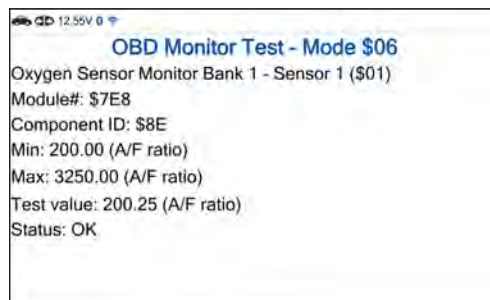 12.55V
OBD Monitor Test - Mode $06
Oxygen Sensor Monitor Bank 1 - Sensor 1 ($01)
Module#: $7E8
Component ID: $8E
Min: 200.00 (A/F ratio)
Max: 3250.00 (A/F ratio)
Test value: 200.25 (A/F ratio)
Status: OK